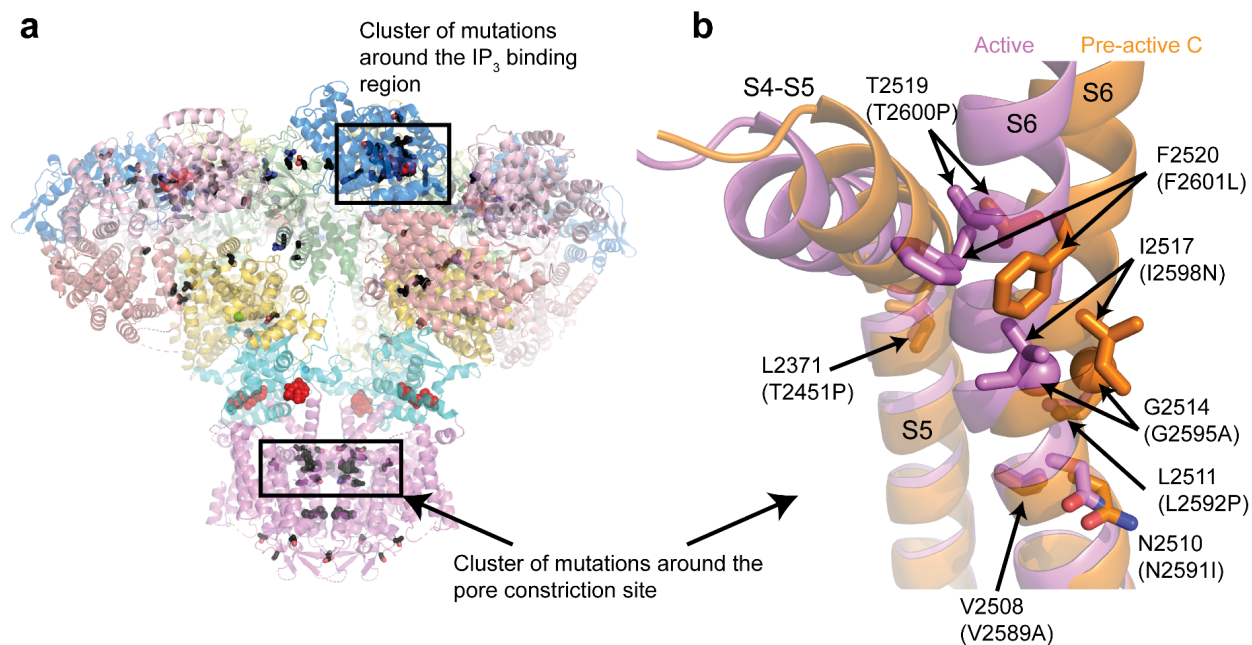 a
Cluster of mutations
around the IP3 binding
region
Cluster of mutations around the
pore constriction site
b
Active
Pre-active C
S4-S5
T2519
(T2600P)
S6
S6
F2520
(F2601L)
I2517
(I2598N)
L2371
(T2451P)
G2514
(G2595A)
S5
L2511
(L2592P)
N2510
(N2591I)
V2508
(V2589A)